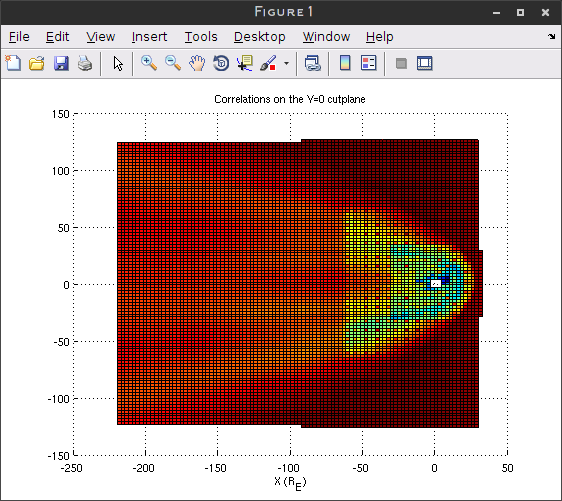 Figure 1
File Edit View Insert Tools Desktop Window Help
Correlations on the Y=0 cutplane
150
100
50
0
-50
-100
-150
-250 -200 -150 -100 -50 0 50
X (R_E)